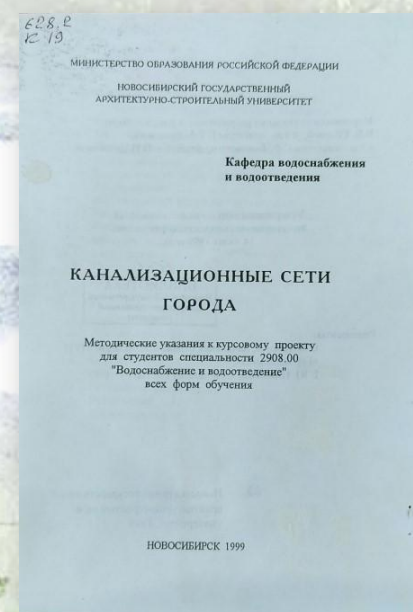 628.2
К 19
МИНИСТЕРСТВО ОБРАЗОВАНИЯ РОССИЙСКОЙ ФЕДЕРАЦИИ
НОВОСИБИРСКИЙ ГОСУДАРСТВЕННЫЙ
АРХИТЕКТУРНО-СТРОИТЕЛЬНЫЙ УНИВЕРСИТЕТ
Кафедра водоснабжения
и водоотведения
КАНАЛИЗАЦИОННЫЕ СЕТИ
ГОРОДА
Методические указания к курсовому проекту
для студентов специальности 2908.00
"Водоснабжение и водоотведение"
всех форм обучения
НОВОСИБИРСК 1999